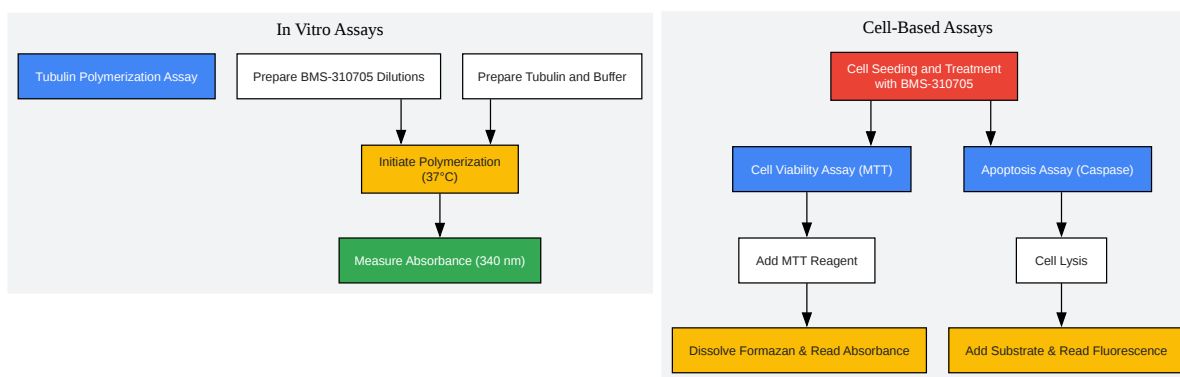 In Vitro Assays
Tubulin Polymerization Assay
Prepare BMS-310705 Dilutions
Prepare Tubulin and Buffer
Initiate Polymerization
(37°C)
Measure Absorbance (340 nm)
Cell-Based Assays
Cell Seeding and Treatment
with BMS-310705
Cell Viability Assay (MTT)
Apoptosis Assay (Caspase)
Add MTT Reagent
Cell Lysis
Dissolve Formazan & Read Absorbance
Add Substrate & Read Fluorescence